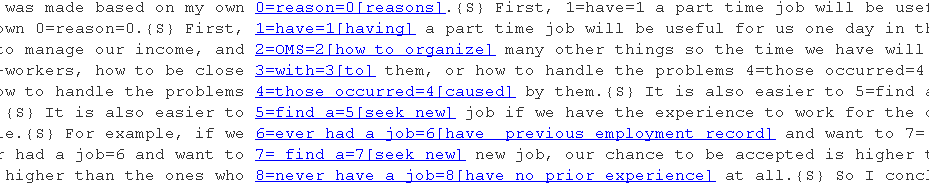 was made based on my own 0=reason=0[reasons].{S} First, 1=have=1 a part time job will be usef
own 0=reason=0.{S} First, 1=have=1[having] a part time job will be useful for us one day in th
to manage our income, and 2=OMS=2[how to organize] many other things so the time we have will
-workers, how to be close 3=with=3[to] them, or how to handle the problems 4=those occurred=4
ow to handle the problems 4=those occurred=4[caused] by them.{S} It is also easier to 5=find a
{S} It is also easier to 5=find a=5[seek new] job if we have the experience to work for the o
le.{S} For example, if we 6=ever had a job=6[have  previous employment record] and want to 7=
r had a job=6 and want to 7= find a=7[seek new] new job, our chance to be accepted is higher t
higher than the ones who 8=never have a job=8[have no prior experience] at all.{S} So I concl